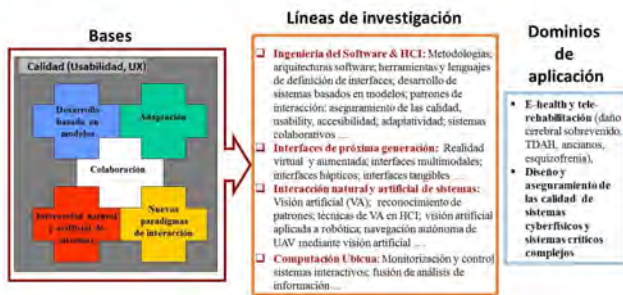 Bases
Calidad (Usabilidad, UX)
Desarrollo
basado en
modelos
Adaptación
Colaboración
Interacción natural
y artificial de
sistemas
Nuevos
paradigmas
de interacción
Líneas de investigación
Ingeniería del Software & HCI: Metodologías;
arquitecturas software; herramientas y lenguajes
de definición de interfaces; desarrollo de
sistemas basados en modelos; patrones de
interacción; aseguramiento de las calidad,
usability, accesibilidad; adaptatividad; sistemas
colaborativos …
Interfaces de próxima generación: Realidad
virtual y aumentada; interfaces multimodales;
interfaces hápticos; interfaces tangibles …
Interacción natural y artificial de sistemas:
Visión artificial (VA); reconocimiento de
patrones; técnicas de VA en HCI; visión artificial
aplicada a robótica; navegación autónoma de
UAV mediante visión artificial …
Computación Ubicua: Monitorización y control
sistemas interactivos; fusión de análisis de
información …
Dominios
de
aplicación
E-health y tele-
rehabilitación (daño
cerebral sobrevenido,
TDAH, ancianos,
esquizofrenia),
Diseño y
aseguramiento de
las calidad de
sistemas
cyberfísicos y
sistemas críticos
complejos